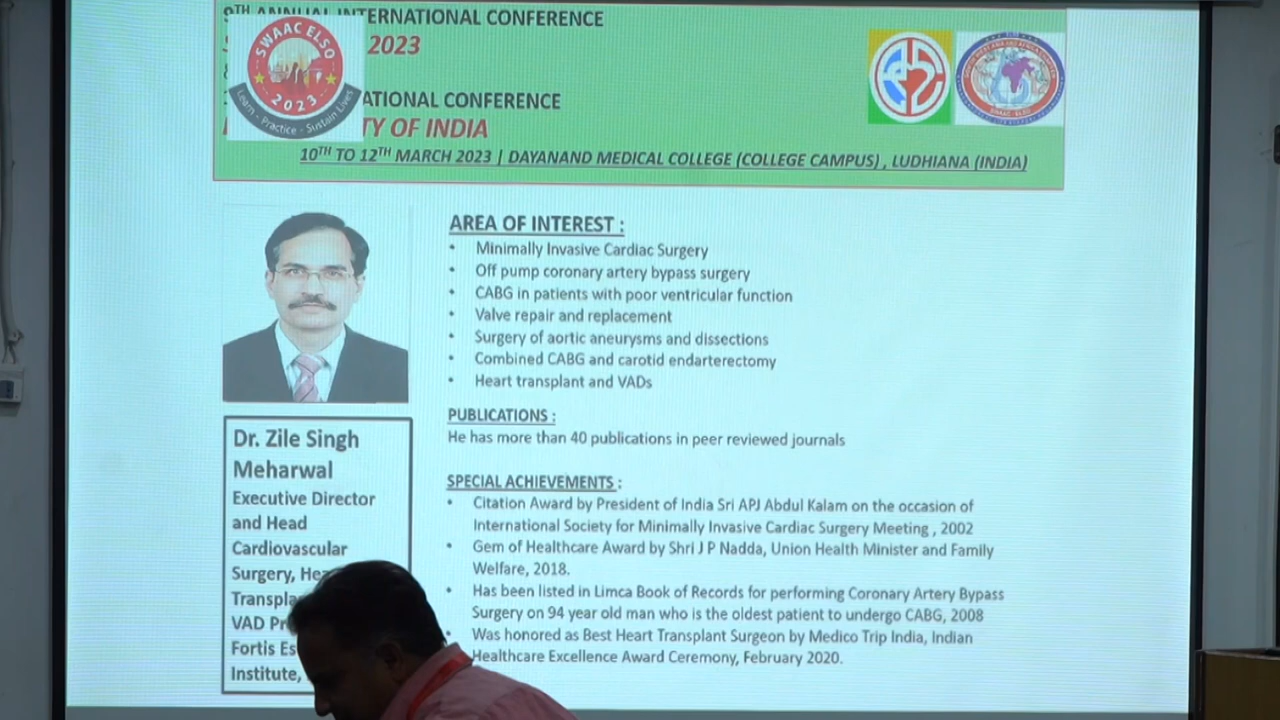 9TH ANNUAL INTERNATIONAL CONFERENCE
2023
SWAAC ELSO
2023
Learn - Practice - Sustain Lives
ATIONAL CONFERENCE
TY OF INDIA
10TH TO 12TH MARCH 2023 | DAYANAND MEDICAL COLLEGE (COLLEGE CAMPUS) , LUDHIANA (INDIA)
AREA OF INTEREST :
• Minimally Invasive Cardiac Surgery
• Off pump coronary artery bypass surgery
• CABG in patients with poor ventricular function
• Valve repair and replacement
• Surgery of aortic aneurysms and dissections
• Combined CABG and carotid endarterectomy
• Heart transplant and VADs
PUBLICATIONS :
He has more than 40 publications in peer reviewed journals
SPECIAL ACHIEVEMENTS :
• Citation Award by President of India Sri APJ Abdul Kalam on the occasion of
International Society for Minimally Invasive Cardiac Surgery Meeting , 2002
• Gem of Healthcare Award by Shri J P Nadda, Union Health Minister and Family
Welfare, 2018.
• Has been listed in Limca Book of Records for performing Coronary Artery Bypass
Surgery on 94 year old man who is the oldest patient to undergo CABG, 2008
• Was honored as Best Heart Transplant Surgeon by Medico Trip India, Indian
Healthcare Excellence Award Ceremony, February 2020.
Dr. Zile Singh
Meharwal
Executive Director
and Head
Cardiovascular
Surgery, He
Transpla
VAD Pr
Fortis Es
Institute,